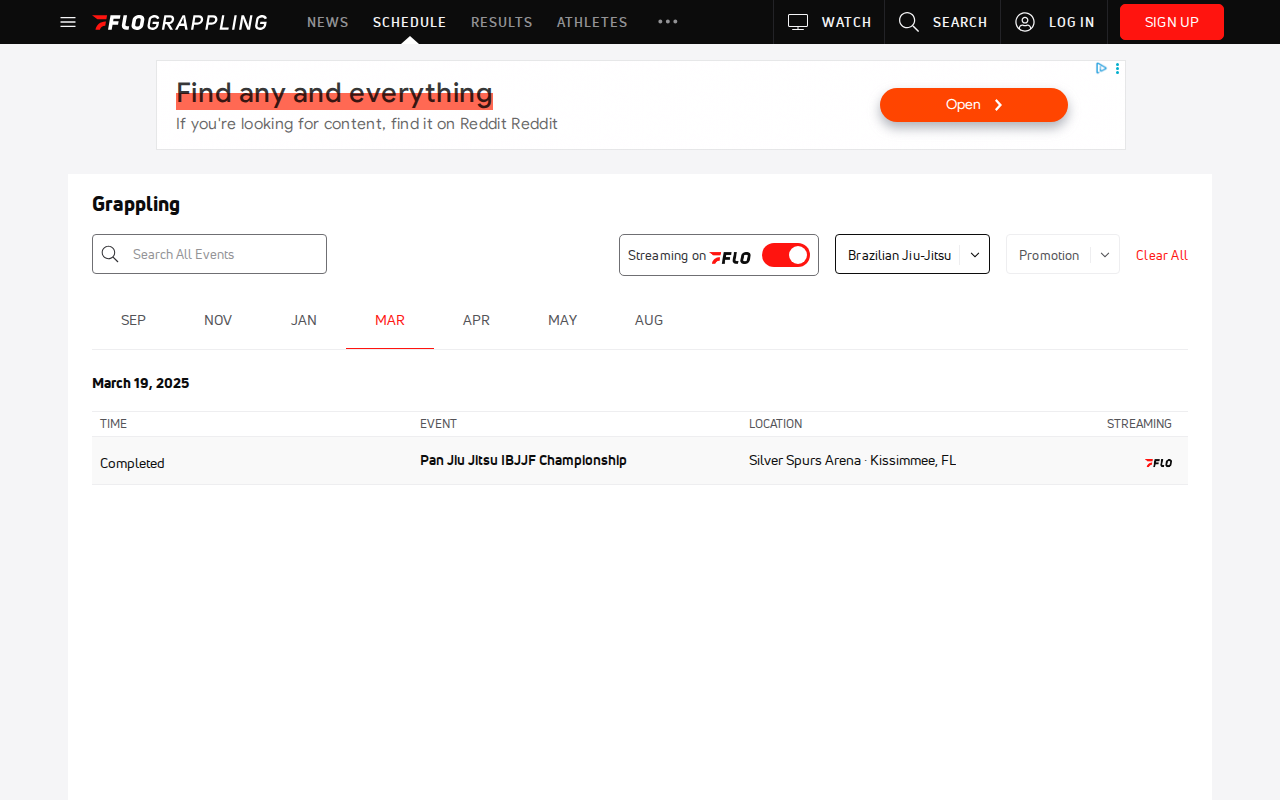 FLOGRAPPLING NEWS SCHEDULE RESULTS ATHLETES WATCH SEARCH LOG IN SIGN UP
Find any and everything
If you're looking for content, find it on Reddit Reddit
Open
Grappling
Search All Events
Streaming on FLO
Brazilian Jiu-Jitsu
Promotion
Clear All
SEP NOV JAN MAR APR MAY AUG
March 19, 2025
TIME EVENT LOCATION STREAMING
Completed Pan Jiu Jitsu IBJJF Championship Silver Spurs Arena · Kissimmee, FL FLO